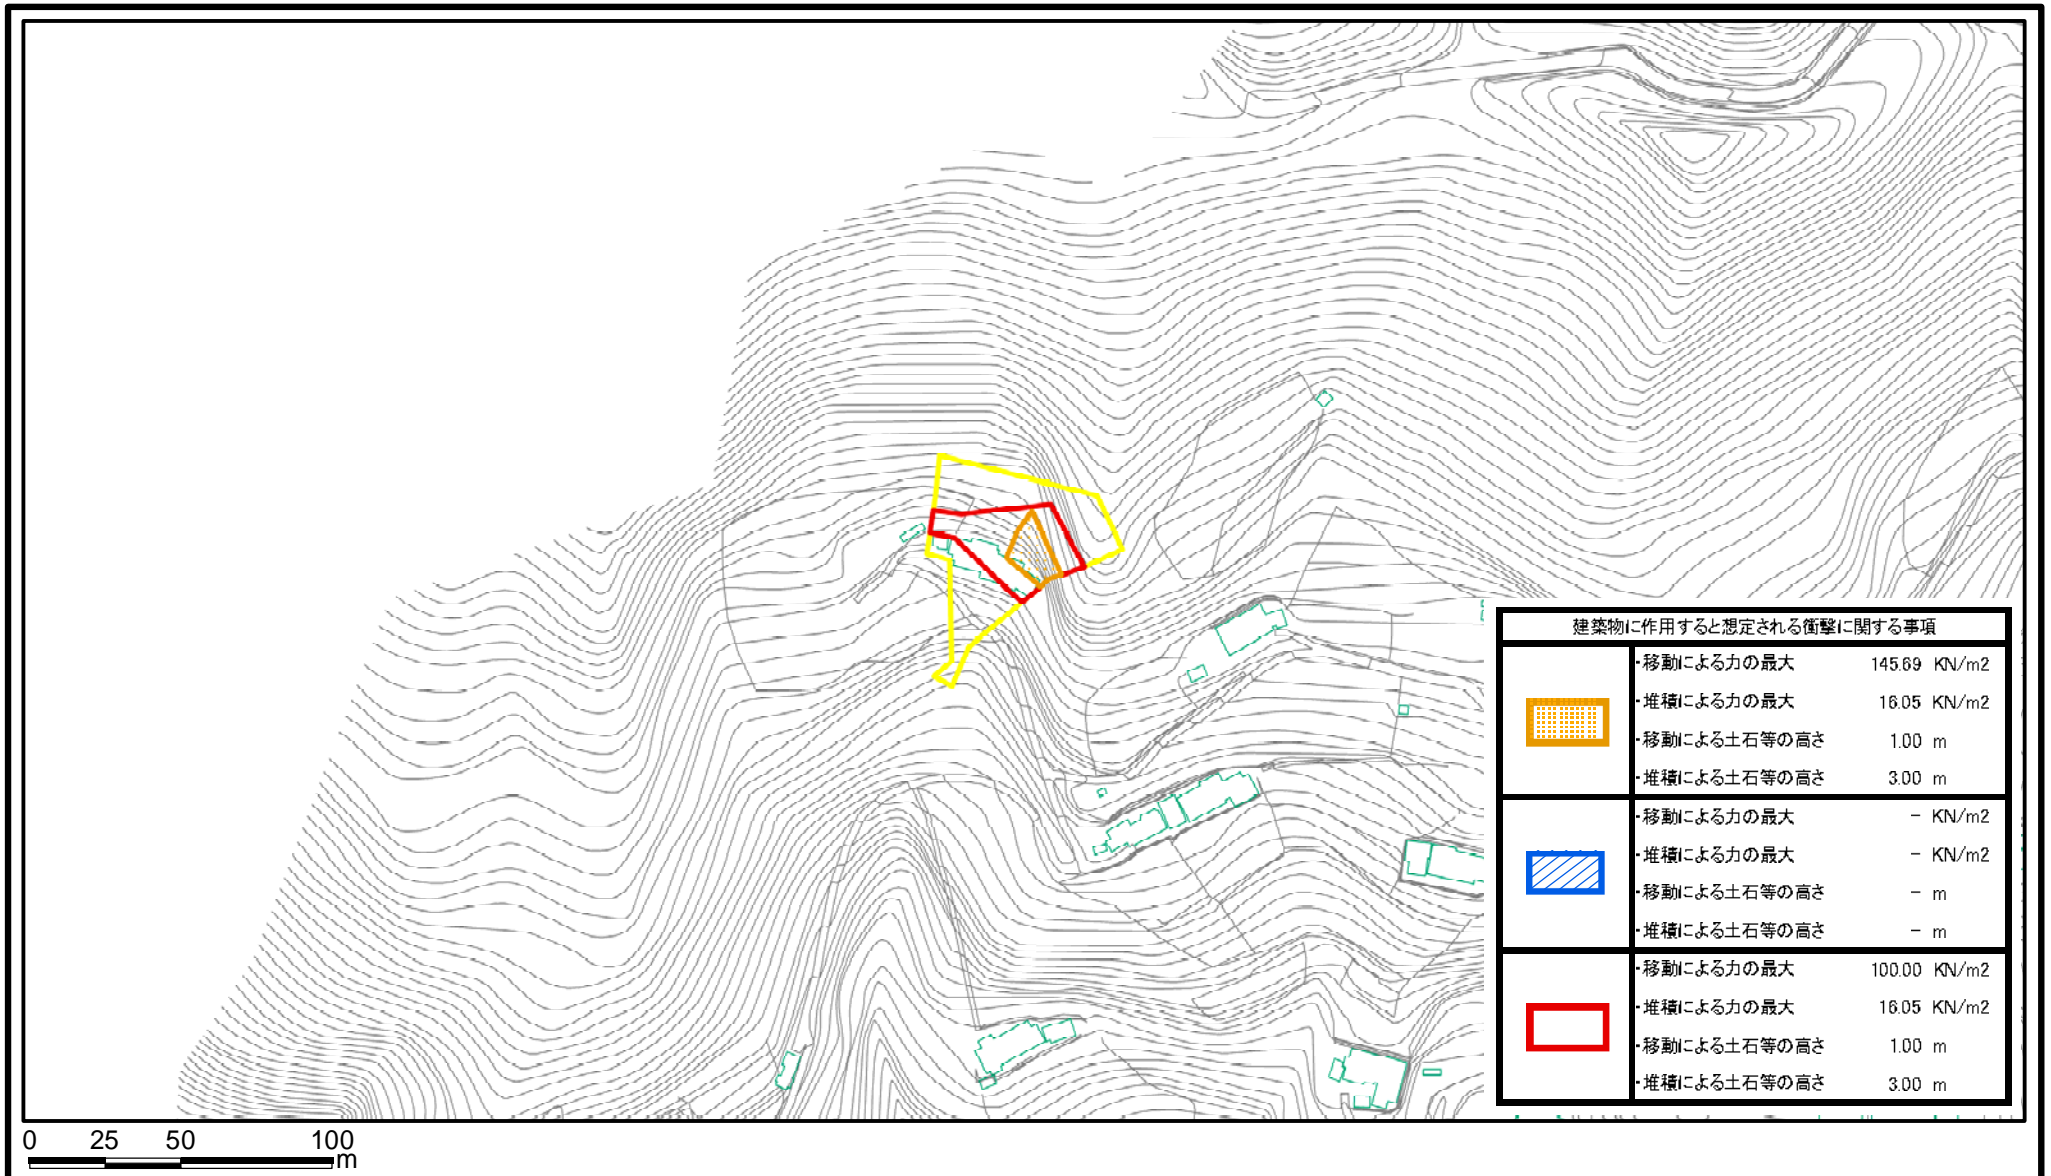 建築物に作用すると想定される衝撃に関する事項
・移動による力の最大 145.69 KN/m2
・堆積による力の最大 16.05 KN/m2
・移動による土石等の高さ 1.00 m
・堆積による土石等の高さ 3.00 m
・移動による力の最大 - KN/m2
・堆積による力の最大 - KN/m2
・移動による土石等の高さ - m
・堆積による土石等の高さ - m
・移動による力の最大 100.00 KN/m2
・堆積による力の最大 16.05 KN/m2
・移動による土石等の高さ 1.00 m
・堆積による土石等の高さ 3.00 m
0 25 50 100
m